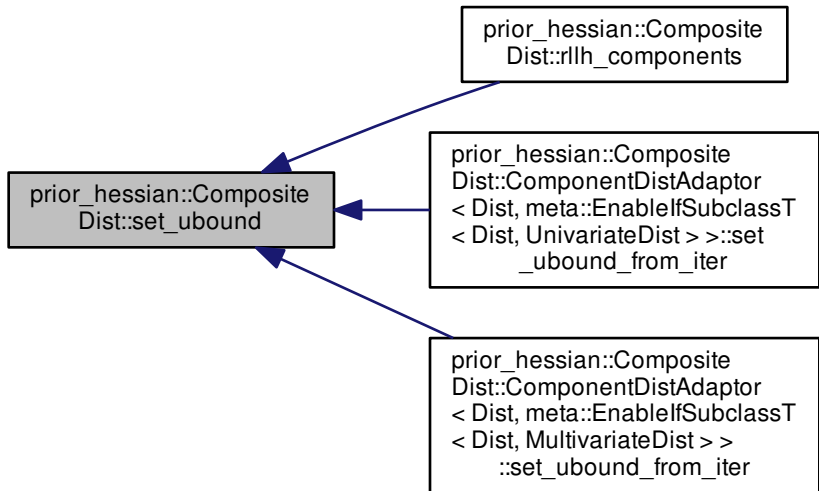 prior_hessian::Composite
Dist::rllh_components
prior_hessian::Composite
Dist::set_ubound
prior_hessian::Composite
Dist::ComponentDistAdaptor
< Dist, meta::EnableIfSubclassT
< Dist, UnivariateDist > >::set
_ubound_from_iter
prior_hessian::Composite
Dist::ComponentDistAdaptor
< Dist, meta::EnableIfSubclassT
< Dist, MultivariateDist > >
::set_ubound_from_iter